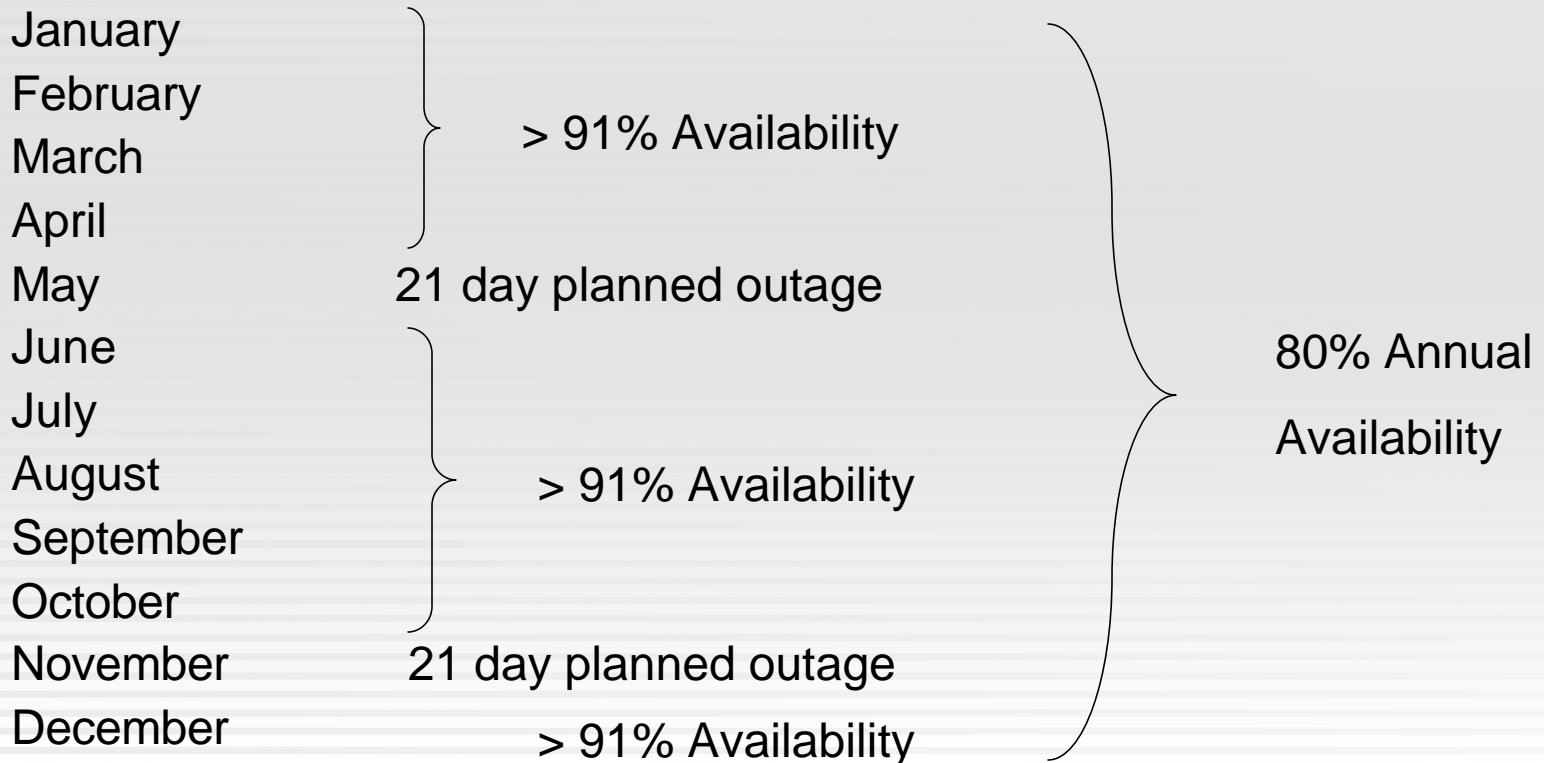 January
February
> 91% Availability
March
April
May 21 day planned outage
June
80% Annual
July
Availability
August
> 91% Availability
September
October
November 21 day planned outage
December > 91% Availability